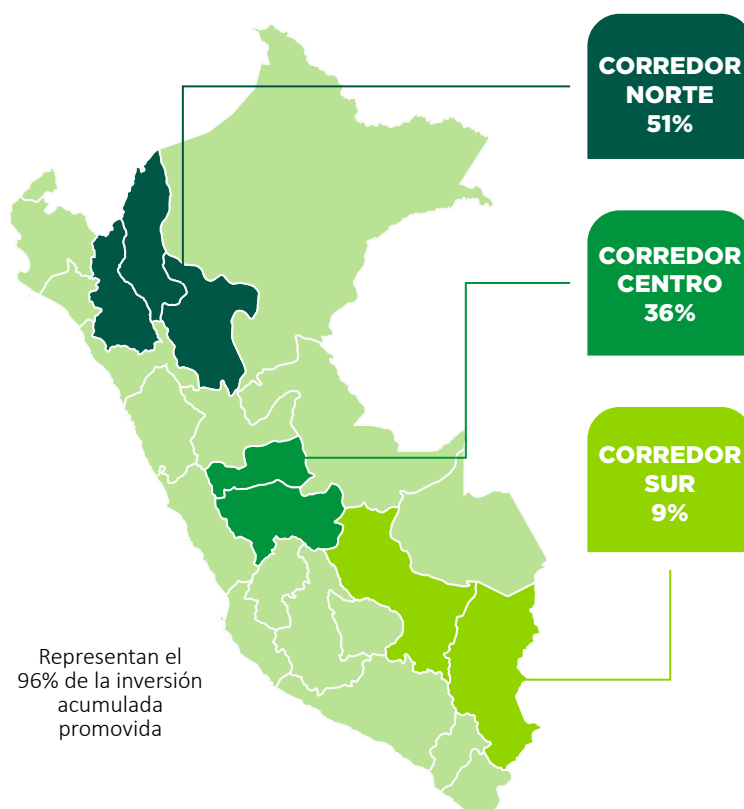 CORREDOR
NORTE
51%
CORREDOR
CENTRO
36%
CORREDOR
SUR
9%
Representan el
96% de la inversión
acumulada
promovida